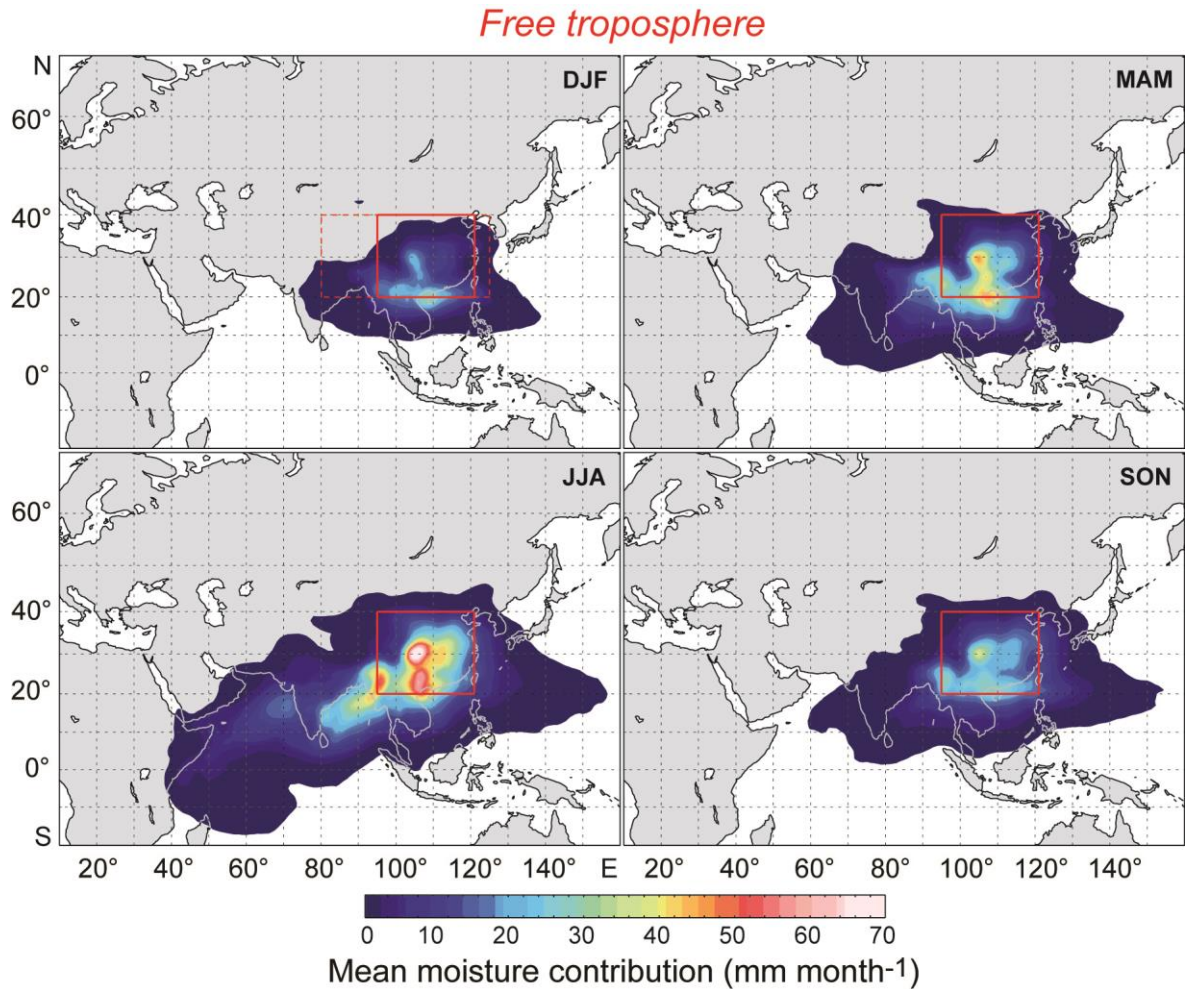 Free troposphere
N DJF MAM
60°
40°
20°
0°
JJA SON
60°
40°
20°
0°
S
20° 40° 60° 80° 100° 120° E 20° 40° 60° 80° 100° 120° 140°
0 10 20 30 40 50 60 70
Mean moisture contribution (mm month-1)